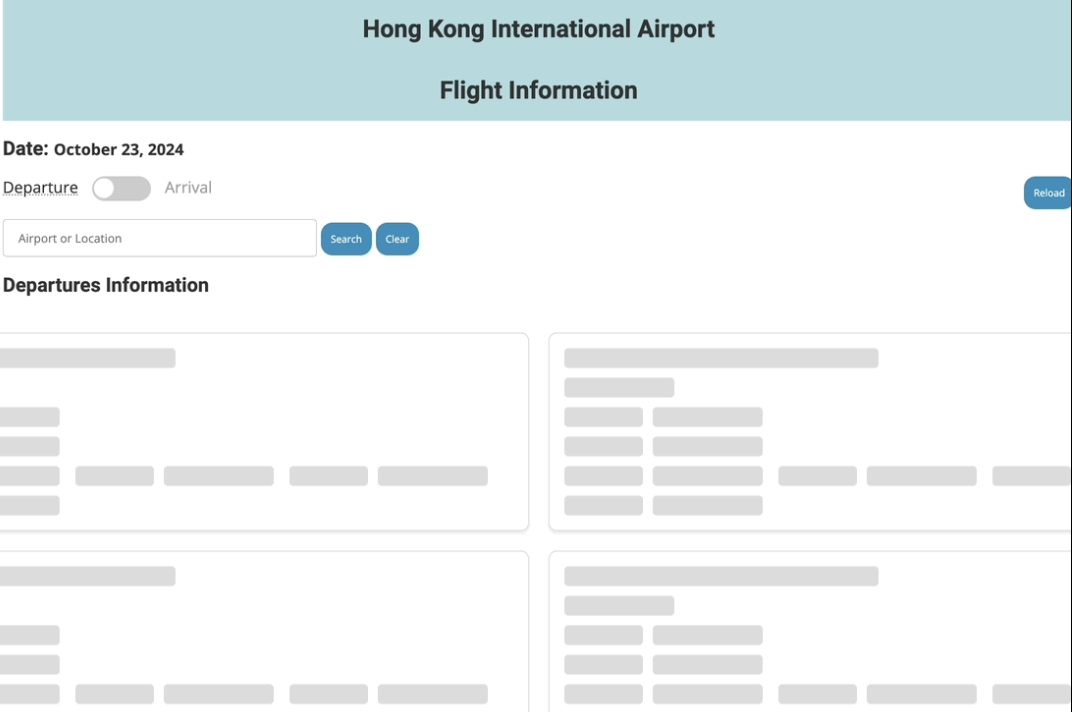 Hong Kong International Airport
Flight Information
Date: October 23, 2024
Departure Arrival
Reload
Airport or Location Search Clear
Departures Information